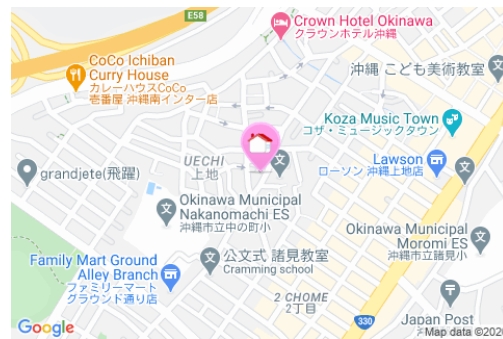 E58
Crown Hotel Okinawa
クラウンホテル沖縄
CoCo Ichiban
Curry House
カレーハウスCoCo
壱番屋 沖縄南インター店
沖縄 こども美術教室
Koza Music Town
コザ・ミュージックタウン
UECHI
上地
Lawson
ローソン 沖縄上地店
grandjete(飛躍)
Okinawa Municipal
Nakanomachi ES
沖縄市立中の町小
Okinawa Municipal
Moromi ES
沖縄市立諸見小
公文式 諸見教室
Cramming school
Family Mart Ground
Alley Branch
ファミリーマート
グラウンド通り店
2 CHOME
2丁目
330
Japan Post
Google
Map data ©202